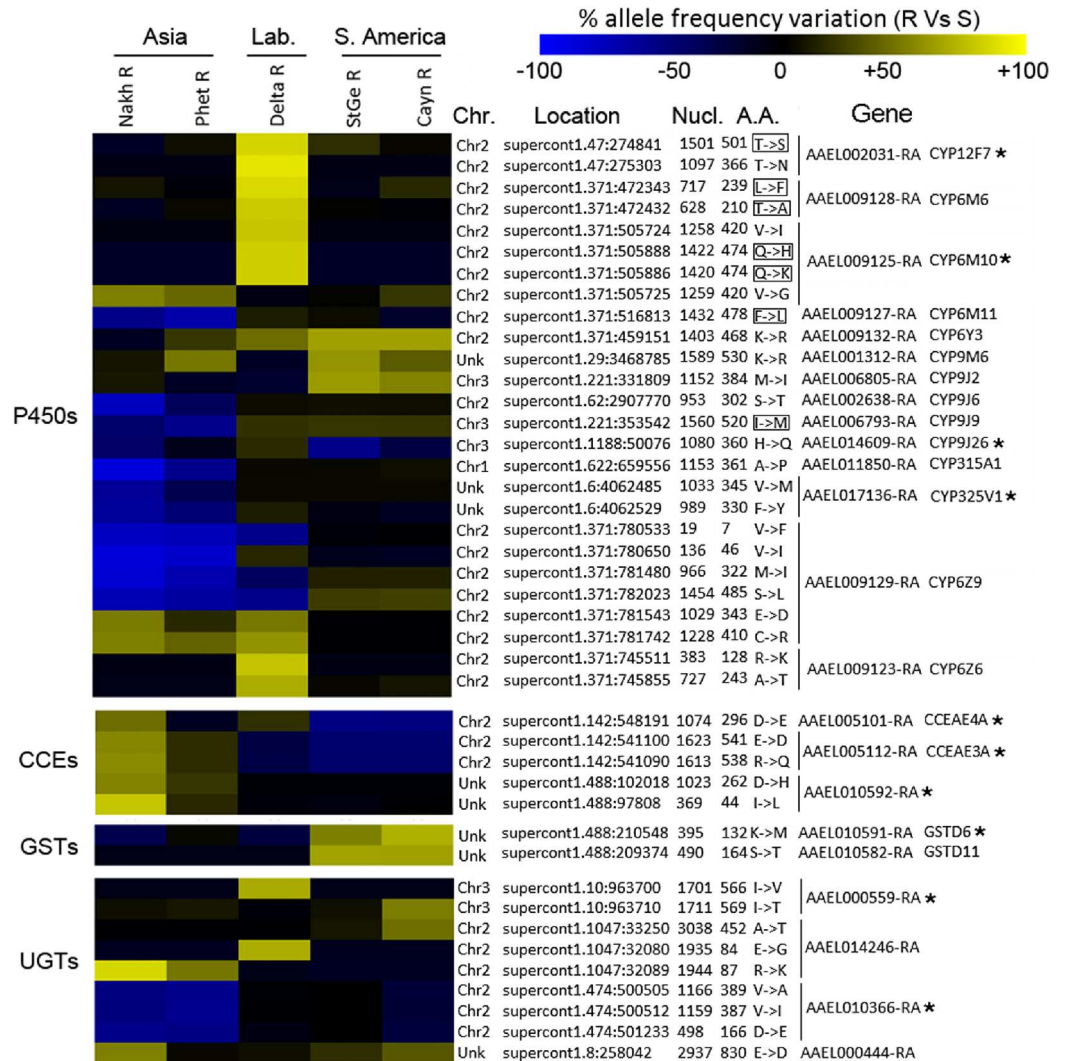 % allele frequency variation (R Vs S)
-100 -50 0 +50 +100
Asia Lab. S. America
Nakh R Phet R Delta R StGe R Cayn R
Chr. Location Nucl. A.A. Gene
P450s
Chr2 supercont1.47:274841 1501 501 T->S
Chr2 supercont1.47:275303 1097 366 T->N
AAEL002031-RA CYP12F7 *
Chr2 supercont1.371:472343 717 239 L->F
Chr2 supercont1.371:472432 628 210 T->A
AAEL009128-RA CYP6M6
Chr2 supercont1.371:505724 1258 420 V->I
Chr2 supercont1.371:505888 1422 474 Q->H
Chr2 supercont1.371:505886 1420 474 Q->K
Chr2 supercont1.371:505725 1259 420 V->G
AAEL009125-RA CYP6M10 *
Chr2 supercont1.371:516813 1432 478 F->L AAEL009127-RA CYP6M11
Chr2 supercont1.371:459151 1403 468 K->R AAEL009132-RA CYP6Y3
Unk supercont1.29:3468785 1589 530 K->R AAEL001312-RA CYP9M6
Chr3 supercont1.221:331809 1152 384 M->I AAEL006805-RA CYP9J2
Chr2 supercont1.62:2907770 953 302 S->T AAEL002638-RA CYP9J6
Chr3 supercont1.221:353542 1560 520 I->M AAEL006793-RA CYP9J9
Chr3 supercont1.1188:50076 1080 360 H->Q AAEL014609-RA CYP9J26 *
Chr1 supercont1.622:659556 1153 361 A->P AAEL011850-RA CYP315A1
Unk supercont1.6:4062485 1033 345 V->M
Unk supercont1.6:4062529 989 330 F->Y
AAEL017136-RA CYP325V1 *
Chr2 supercont1.371:780533 19 7 V->F
Chr2 supercont1.371:780650 136 46 V->I
Chr2 supercont1.371:781480 966 322 M->I
Chr2 supercont1.371:782023 1454 485 S->L
Chr2 supercont1.371:781543 1029 343 E->D
Chr2 supercont1.371:781742 1228 410 C->R
AAEL009129-RA CYP6Z9
Chr2 supercont1.371:745511 383 128 R->K
Chr2 supercont1.371:745855 727 243 A->T
AAEL009123-RA CYP6Z6
CCEs
Chr2 supercont1.142:548191 1074 296 D->E AAEL005101-RA CCEAE4A *
Chr2 supercont1.142:541100 1623 541 E->D
Chr2 supercont1.142:541090 1613 538 R->Q
AAEL005112-RA CCEAE3A *
Unk supercont1.488:102018 1023 262 D->H
Unk supercont1.488:97808 369 44 I->L
AAEL010592-RA *
GSTs
Unk supercont1.488:210548 395 132 K->M AAEL010591-RA GSTD6 *
Unk supercont1.488:209374 490 164 S->T AAEL010582-RA GSTD11
UGTs
Chr3 supercont1.10:963700 1701 566 I->V
Chr3 supercont1.10:963710 1711 569 I->T
AAEL000559-RA *
Chr2 supercont1.1047:33250 3038 452 A->T
Chr2 supercont1.1047:32080 1935 84 E->G
Chr2 supercont1.1047:32089 1944 87 R->K
AAEL014246-RA
Chr2 supercont1.474:500505 1166 389 V->A
Chr2 supercont1.474:500512 1159 387 V->I
Chr2 supercont1.474:501233 498 166 D->E
AAEL010366-RA *
Unk supercont1.8:258042 2937 830 E->D AAEL000444-RA